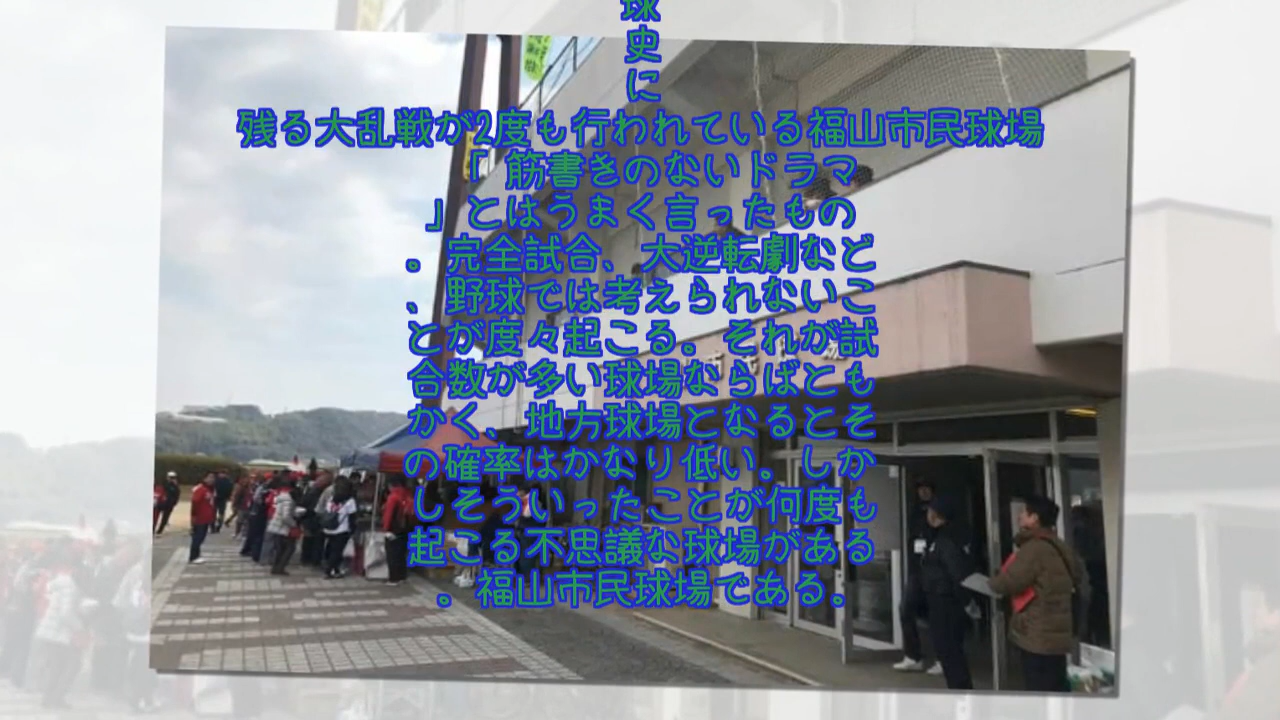 球
史
に
残る大乱戦が2度も行われている福山市民球場
「 筋書きのないドラマ
」とはうまく言ったもの
。完全試合、大逆転劇など
、野球では考えられないこ
とが度々起こる。それが試
合数が多い球場ならばとも
かく、地方球場となるとそ
の確率はかなり低い。しか
しそういったことが何度も
起こる不思議な球場がある
。福山市民球場である。